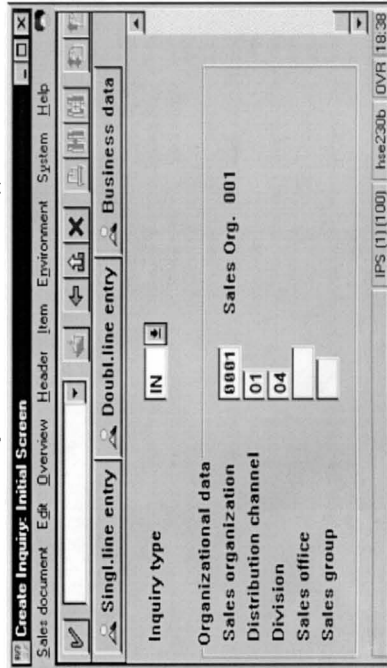 Create Inquiry: Initial Screen
Sales document Edit Overview Header Item Environment System Help
Singl.line entry Doubl.line entry Business data
Inquiry type IN
Organizational data
Sales organization 0001 Sales Org. 001
Distribution channel 01
Division 04
Sales office
Sales group
IPS (1) (100) hse230b OVR 18:38